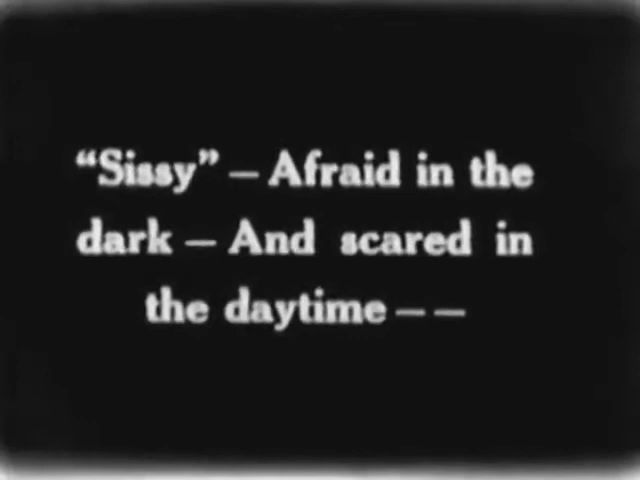 “Sissy” — Afraid in the
dark — And scared in
the daytime — —